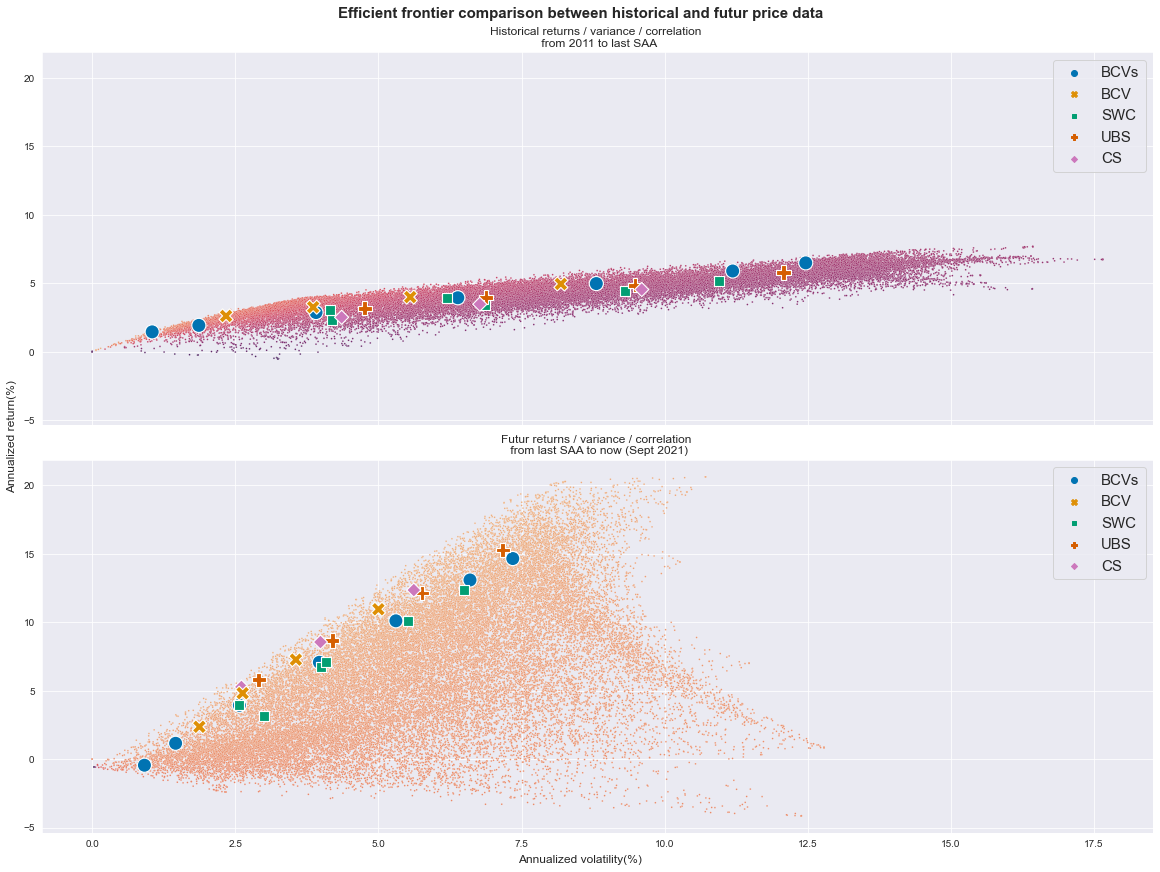 Efficient frontier comparison between historical and futur price data
Historical returns / variance / correlation
from 2011 to last SAA
20
15
10
5
0
−5
BCVs
BCV
SWC
UBS
CS
Annualized return(%)
Futur returns / variance / correlation
from last SAA to now (Sept 2021)
20
15
10
5
0
−5
BCVs
BCV
SWC
UBS
CS
0.0 2.5 5.0 7.5 10.0 12.5 15.0 17.5
Annualized volatility(%)